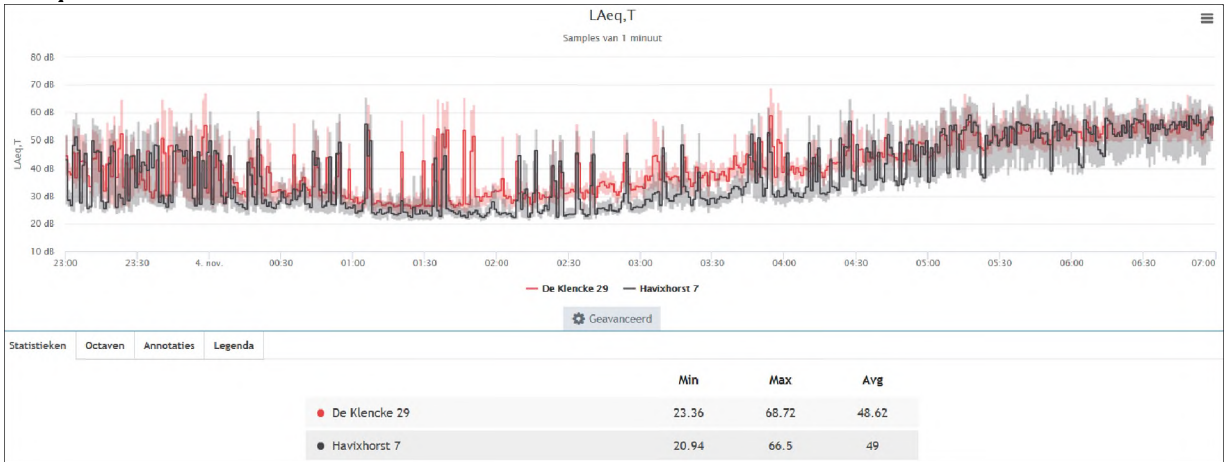 LAeq,T
Samples van 1 minuut
80 dB
70 dB
60 dB
50 dB
40 dB
30 dB
20 dB
10 dB
LAeq,T
23:00 23:30 4. nov. 00:30 01:00 01:30 02:00 02:30 03:00 03:30 04:00 04:30 05:00 05:30 06:00 06:30 07:00
De Klencke 29 Havixhorst 7
Geavanceerd
Statistieken Octaven Annotaties Legenda
Min Max Avg
De Klencke 29 23.36 68.72 48.62
Havixhorst 7 20.94 66.5 49